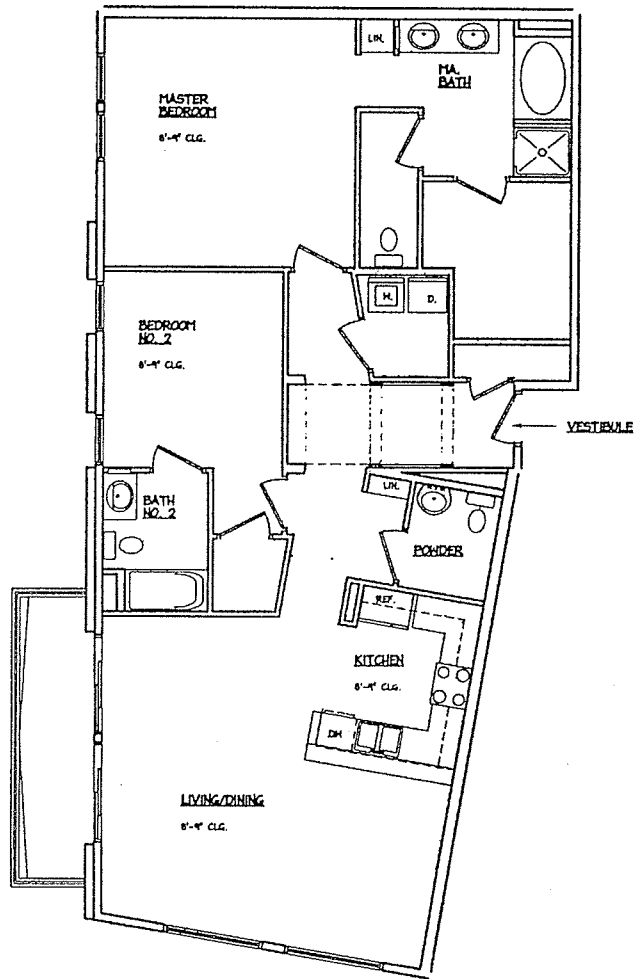 LIN.
MA.
BATH
MASTER
BEDROOM
8'-9" CLG.
H.
D.
BEDROOM
NO. 2
8'-9" CLG.
VESTIBULE
BATH
NO. 2
LIN.
POWDER
REF.
KITCHEN
8'-9" CLG.
DW
LIVING/DINING
8'-9" CLG.